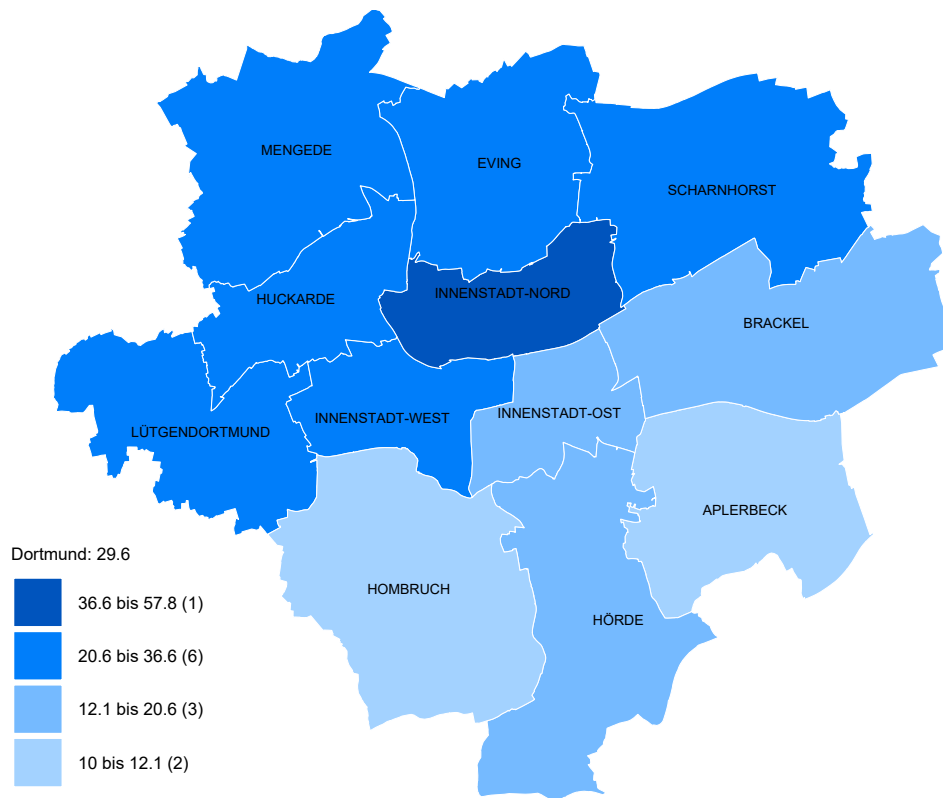 MENGEDE
EVING
SCHARNHORST
HUCKARDE
INNENSTADT-NORD
BRACKEL
LÜTGENDORTMUND
INNENSTADT-WEST
INNENSTADT-OST
APLERBECK
HOMBRUCH
HÖRDE
Dortmund: 29.6
36.6 bis 57.8 (1)
20.6 bis 36.6 (6)
12.1 bis 20.6 (3)
10 bis 12.1 (2)